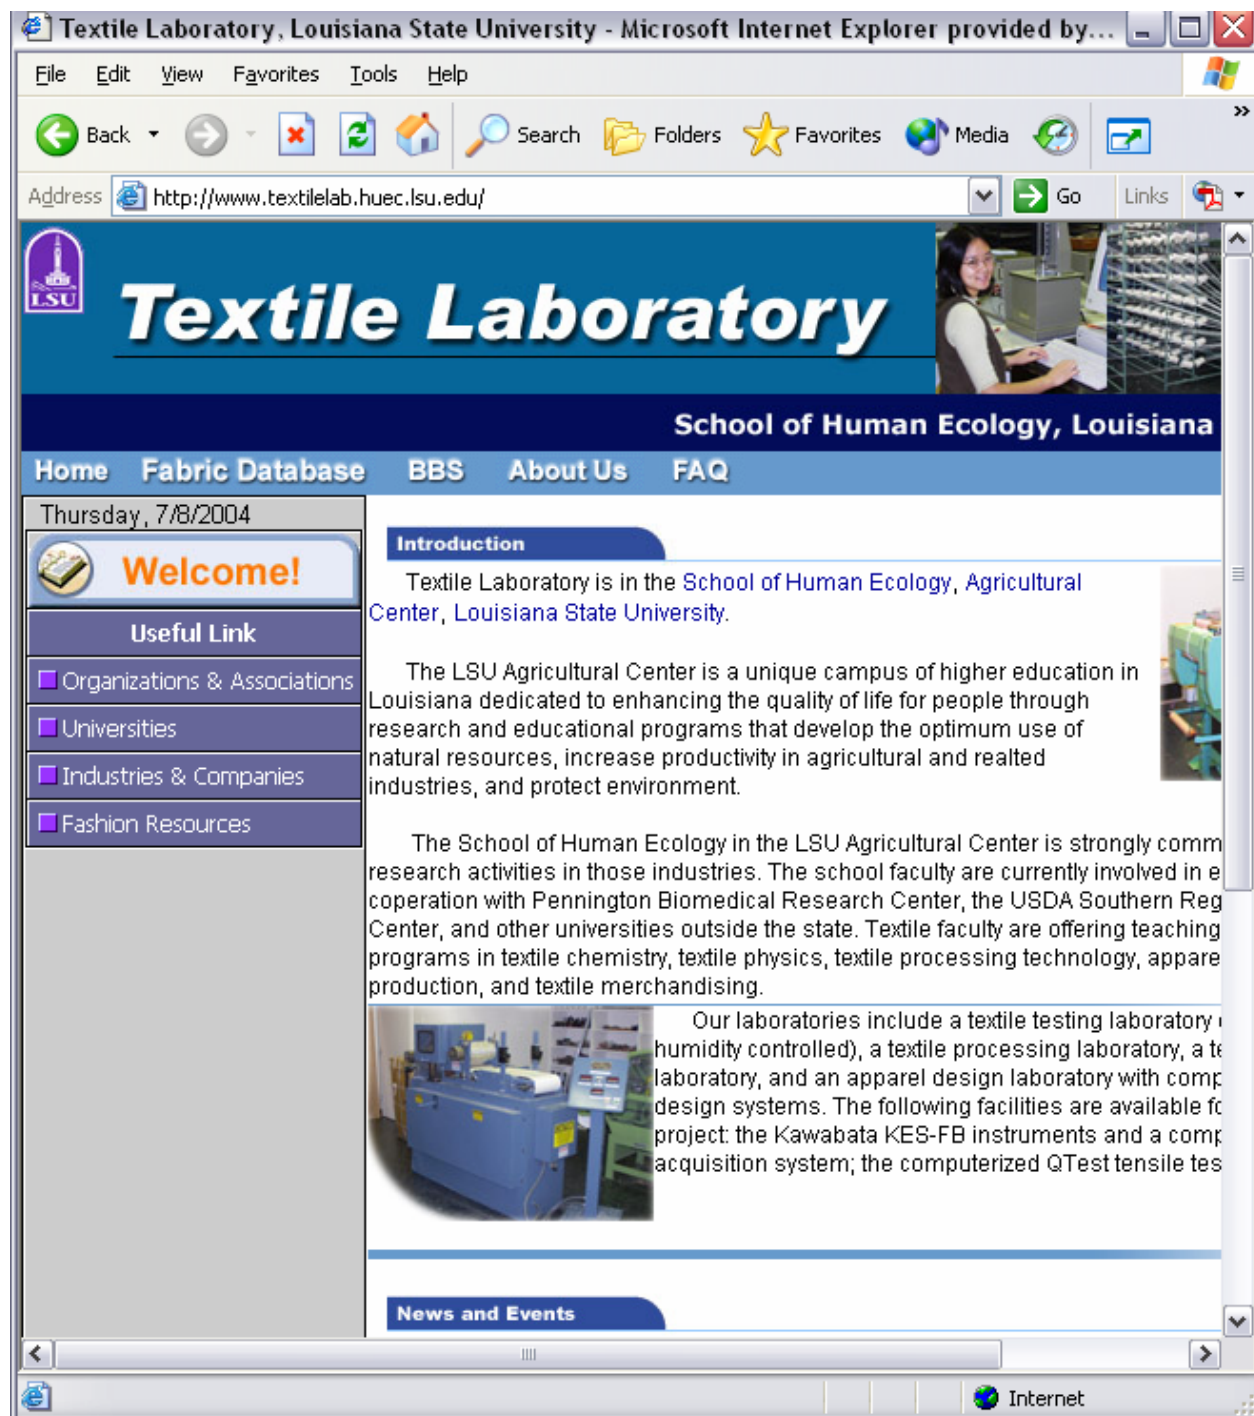 Textile Laboratory, Louisiana State University - Microsoft Internet Explorer provided by...
File Edit View Favorites Tools Help
Back Search Folders Favorites Media »
Address http://www.textilelab.huec.lsu.edu/ Go Links
LSU
Textile Laboratory
School of Human Ecology, Louisiana
Home Fabric Database BBS About Us FAQ
Thursday, 7/8/2004
Welcome!
Useful Link
Organizations & Associations
Universities
Industries & Companies
Fashion Resources
Introduction
Textile Laboratory is in the School of Human Ecology, Agricultural
Center, Louisiana State University.
The LSU Agricultural Center is a unique campus of higher education in
Louisiana dedicated to enhancing the quality of life for people through
research and educational programs that develop the optimum use of
natural resources, increase productivity in agricultural and realted
industries, and protect environment.
The School of Human Ecology in the LSU Agricultural Center is strongly comm
research activities in those industries. The school faculty are currently involved in e
coperation with Pennington Biomedical Research Center, the USDA Southern Reg
Center, and other universities outside the state. Textile faculty are offering teaching
programs in textile chemistry, textile physics, textile processing technology, appare
production, and textile merchandising.
Our laboratories include a textile testing laboratory
humidity controlled), a textile processing laboratory, a te
laboratory, and an apparel design laboratory with comp
design systems. The following facilities are available fo
project: the Kawabata KES-FB instruments and a comp
acquisition system; the computerized QTest tensile tes
News and Events
Internet